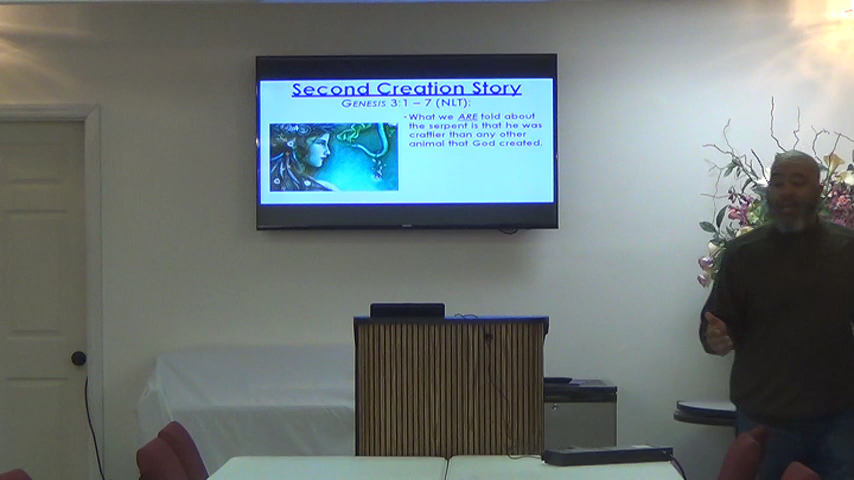 Second Creation Story
Genesis 3:1 – 7 (NLT):
• What we ARE told about
the serpent is that he was
craftier than any other
animal that God created.